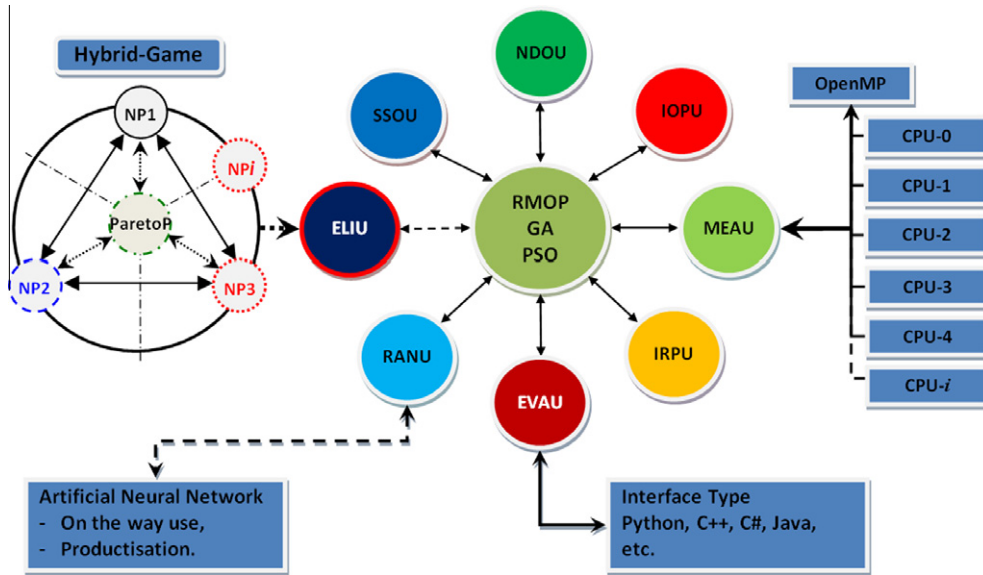 Hybrid-Game
NP1
NPi
ParetoP
NP2
NP3
NDOU
SSOU
IOPU
ELIU
RMOP
GA
PSO
MEAU
RANU
IRPU
EVAU
OpenMP
CPU-0
CPU-1
CPU-2
CPU-3
CPU-4
CPU-i
Artificial Neural Network
- On the way use,
- Productisation.
Interface Type
Python, C++, C#, Java,
etc.